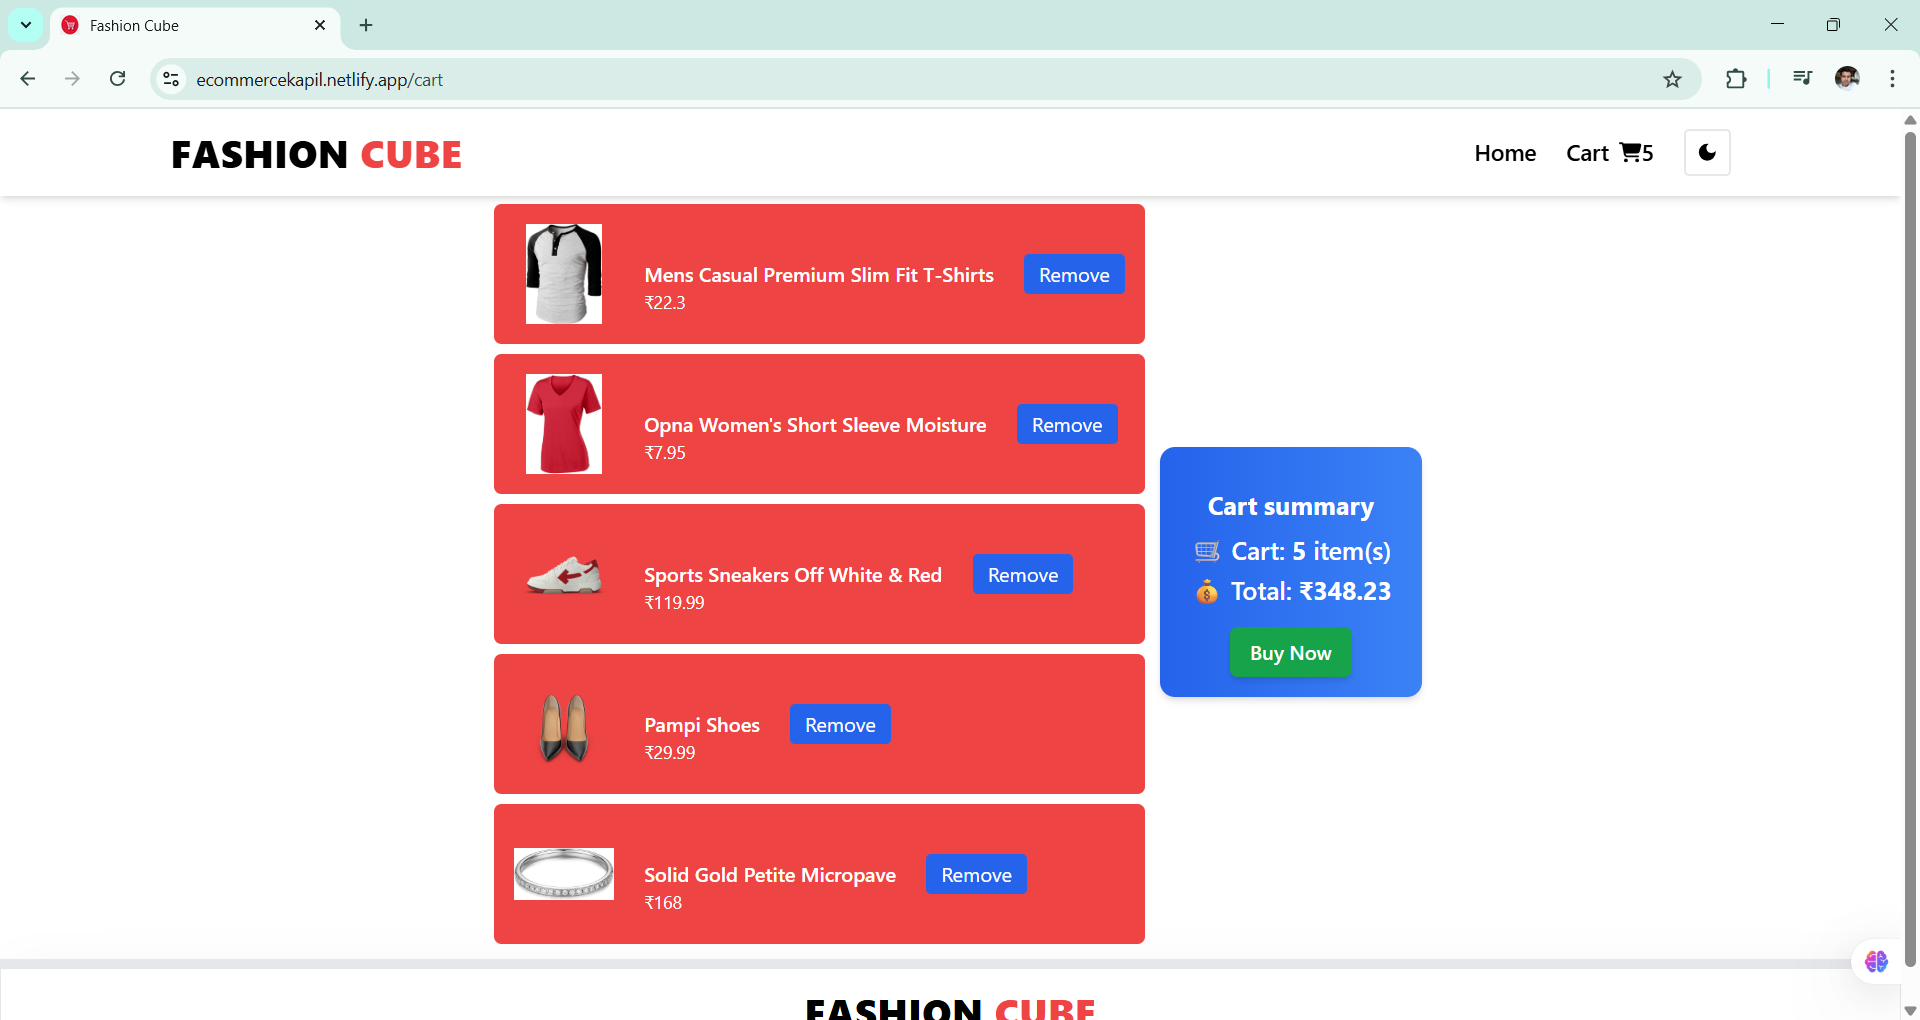 Fashion Cube
ecommercekapil.netlify.app/cart
FASHION CUBE
Home Cart 5
Mens Casual Premium Slim Fit T-Shirts Remove
₹22.3
Opna Women's Short Sleeve Moisture Remove
₹7.95
Sports Sneakers Off White & Red Remove
₹119.99
Pampi Shoes Remove
₹29.99
Solid Gold Petite Micropave Remove
₹168
Cart summary
🛒 Cart: 5 item(s)
💰 Total: ₹348.23
Buy Now
FASHION CUBE